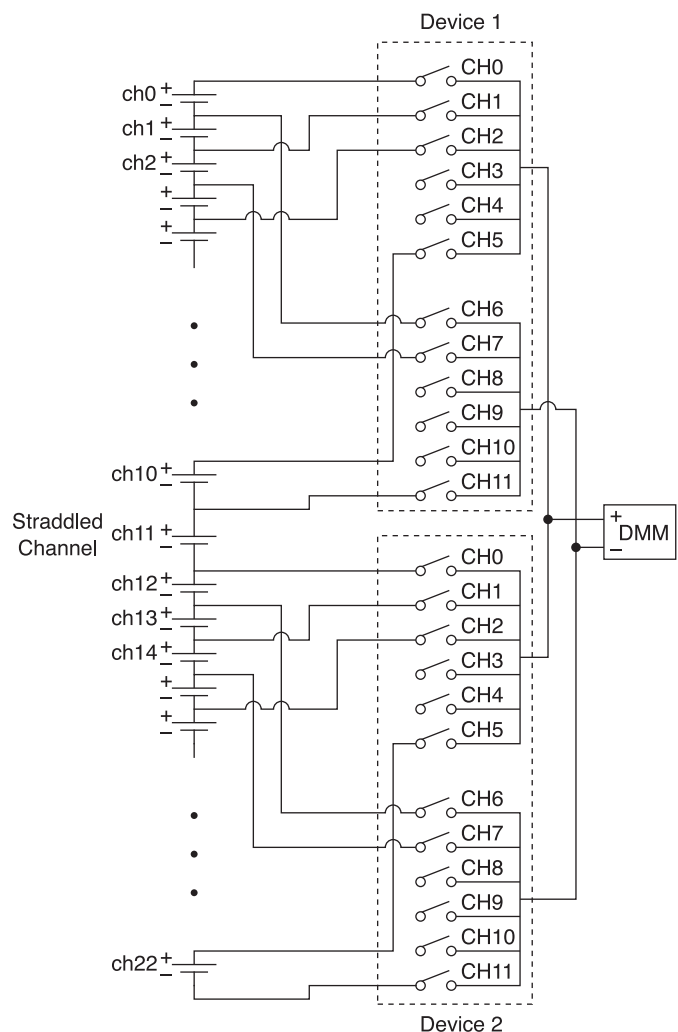 Device 1
ch0 + −
ch1 + −
ch2 + −
+ −
+ −
CH0
CH1
CH2
CH3
CH4
CH5
CH6
CH7
CH8
CH9
CH10
CH11
ch10 + −
Straddled
Channel
ch11 + −
ch12 + −
ch13 + −
ch14 + −
+ −
+ −
+
− DMM
CH0
CH1
CH2
CH3
CH4
CH5
CH6
CH7
CH8
CH9
CH10
CH11
ch22 + −
Device 2